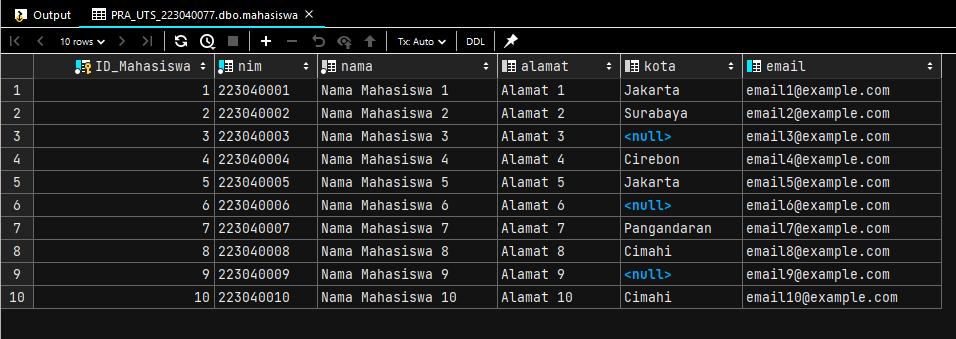 Output PRA_UTS_223040077.dbo.mahasiswa
10 rows Tx: Auto DDL
ID_Mahasiswa nim nama alamat kota email
1 1 223040001 Nama Mahasiswa 1 Alamat 1 Jakarta email1@example.com
2 2 223040002 Nama Mahasiswa 2 Alamat 2 Surabaya email2@example.com
3 3 223040003 Nama Mahasiswa 3 Alamat 3 <null> email3@example.com
4 4 223040004 Nama Mahasiswa 4 Alamat 4 Cirebon email4@example.com
5 5 223040005 Nama Mahasiswa 5 Alamat 5 Jakarta email5@example.com
6 6 223040006 Nama Mahasiswa 6 Alamat 6 <null> email6@example.com
7 7 223040007 Nama Mahasiswa 7 Alamat 7 Pangandaran email7@example.com
8 8 223040008 Nama Mahasiswa 8 Alamat 8 Cimahi email8@example.com
9 9 223040009 Nama Mahasiswa 9 Alamat 9 <null> email9@example.com
10 10 223040010 Nama Mahasiswa 10 Alamat 10 Cimahi email10@example.com